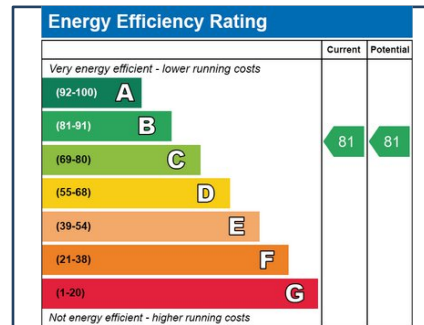 Energy Efficiency Rating
Current Potential
Very energy efficient - lower running costs
(92-100) A
(81-91) B
81 81
(69-80) C
(55-68) D
(39-54) E
(21-38) F
(1-20) G
Not energy efficient - higher running costs